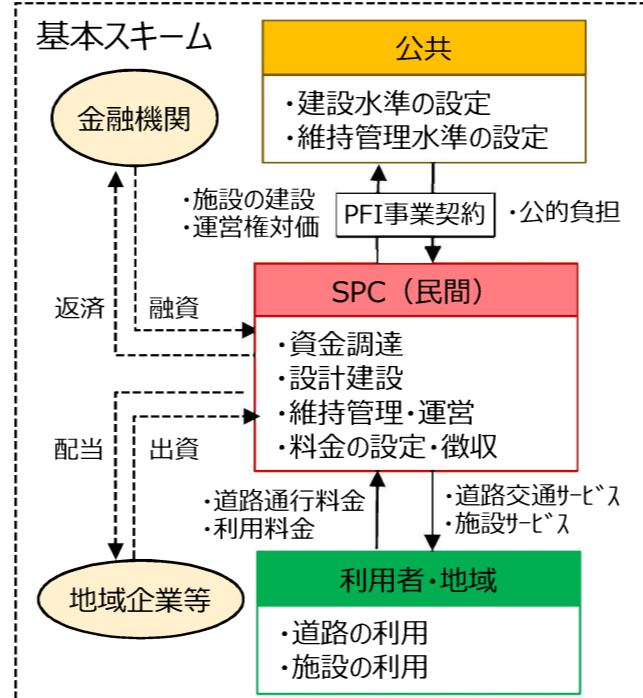 基本スキーム
公共
・建設水準の設定
・維持管理水準の設定
金融機関
・施設の建設
・運営権対価
PFI事業契約
・公的負担
返済
融資
SPC（民間）
・資金調達
・設計建設
・維持管理・運営
・料金の設定・徴収
配当
出資
・道路通行料金
・利用料金
・道路交通ｻｰﾋﾞｽ
・施設サービス
地域企業等
利用者・地域
・道路の利用
・施設の利用